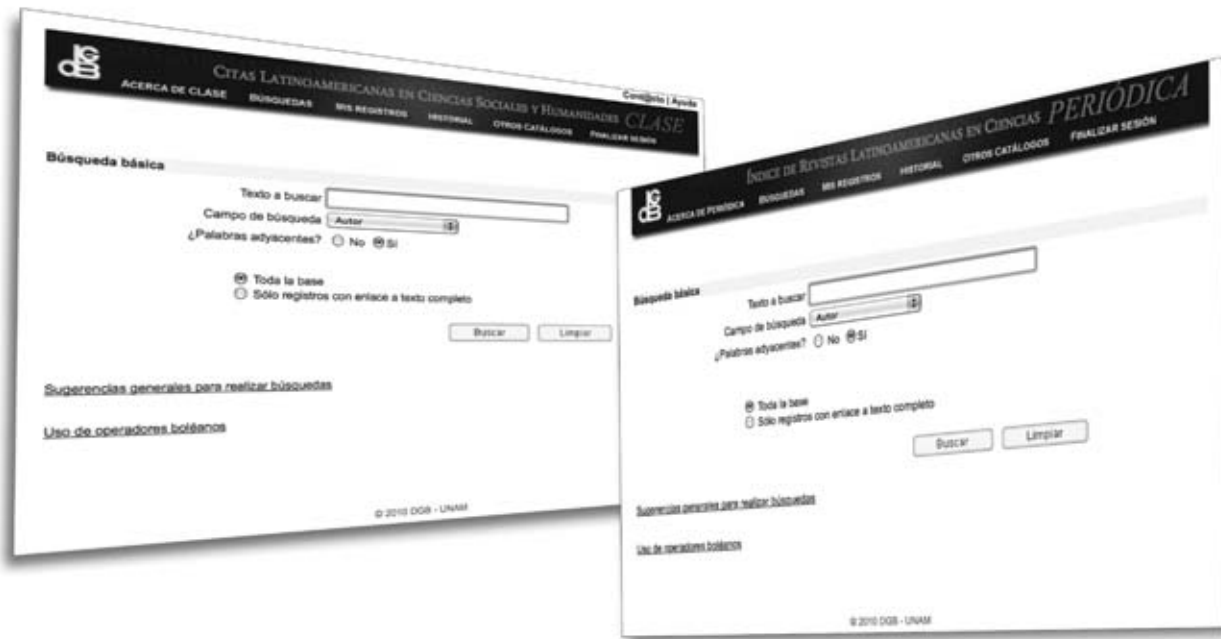 Contácto | Ayuda
CITAS LATINOAMERICANAS EN CIENCIAS SOCIALES Y HUMANIDADES CLASE
ACERCA DE CLASE BÚSQUEDAS MIS REGISTROS HISTORIAL OTROS CATÁLOGOS FINALIZAR SESIÓN
Búsqueda básica
Texto a buscar
Campo de búsqueda Autor
¿Palabras adyacentes? No Sí
Toda la base
Sólo registros con enlace a texto completo
Buscar Limpiar
Sugerencias generales para realizar búsquedas
Uso de operadores boléanos
© 2010 DGB - UNAM
ÍNDICE DE REVISTAS LATINOAMERICANAS EN CIENCIAS PERIÓDICA
ACERCA DE PERIÓDICA BÚSQUEDAS MIS REGISTROS HISTORIAL OTROS CATÁLOGOS FINALIZAR SESIÓN
Búsqueda básica
Texto a buscar
Campo de búsqueda Autor
¿Palabras adyacentes? No Sí
Toda la base
Sólo registros con enlace a texto completo
Buscar Limpiar
Sugerencias generales para realizar búsquedas
Uso de operadores boléanos
© 2010 DGB - UNAM